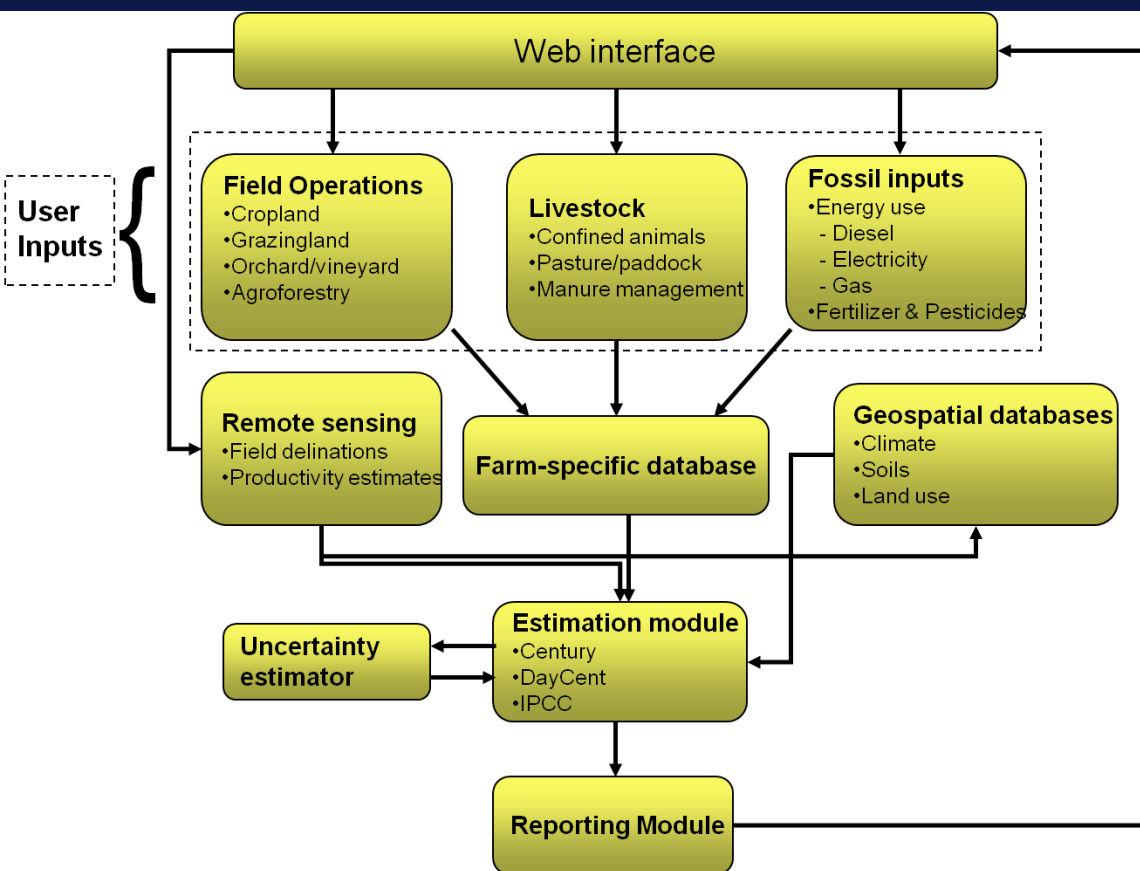 Web interface
User
Inputs
Field Operations
•Cropland
•Grazingland
•Orchard/vineyard
•Agroforestry
Livestock
•Confined animals
•Pasture/paddock
•Manure management
Fossil inputs
•Energy use
- Diesel
- Electricity
- Gas
•Fertilizer & Pesticides
Remote sensing
•Field delinations
•Productivity estimates
Farm-specific database
Geospatial databases
•Climate
•Soils
•Land use
Uncertainty
estimator
Estimation module
•Century
•DayCent
•IPCC
Reporting Module